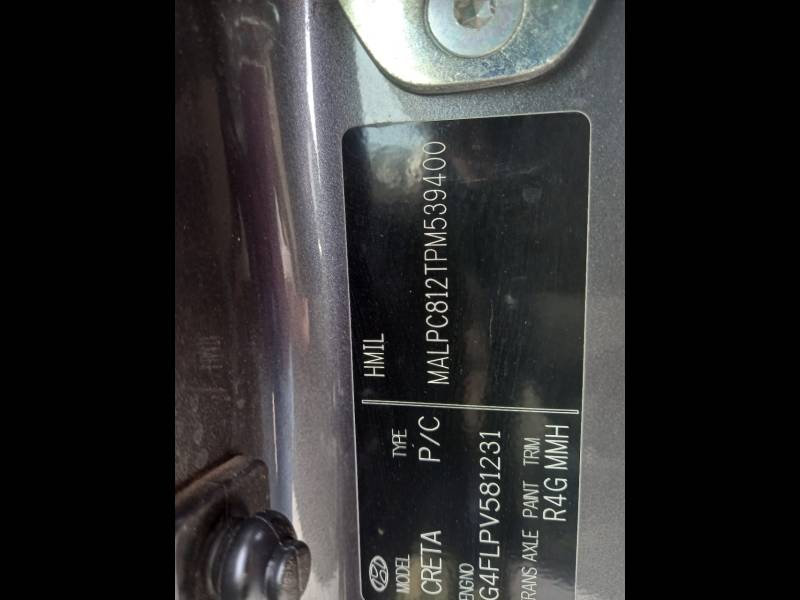 HMIL
MALPC812TPM539400
MODEL TYPE
CRETA P/C
ENG NO
G4FLPV581231
TRANS AXLE PAINT TRIM
R4G MMH